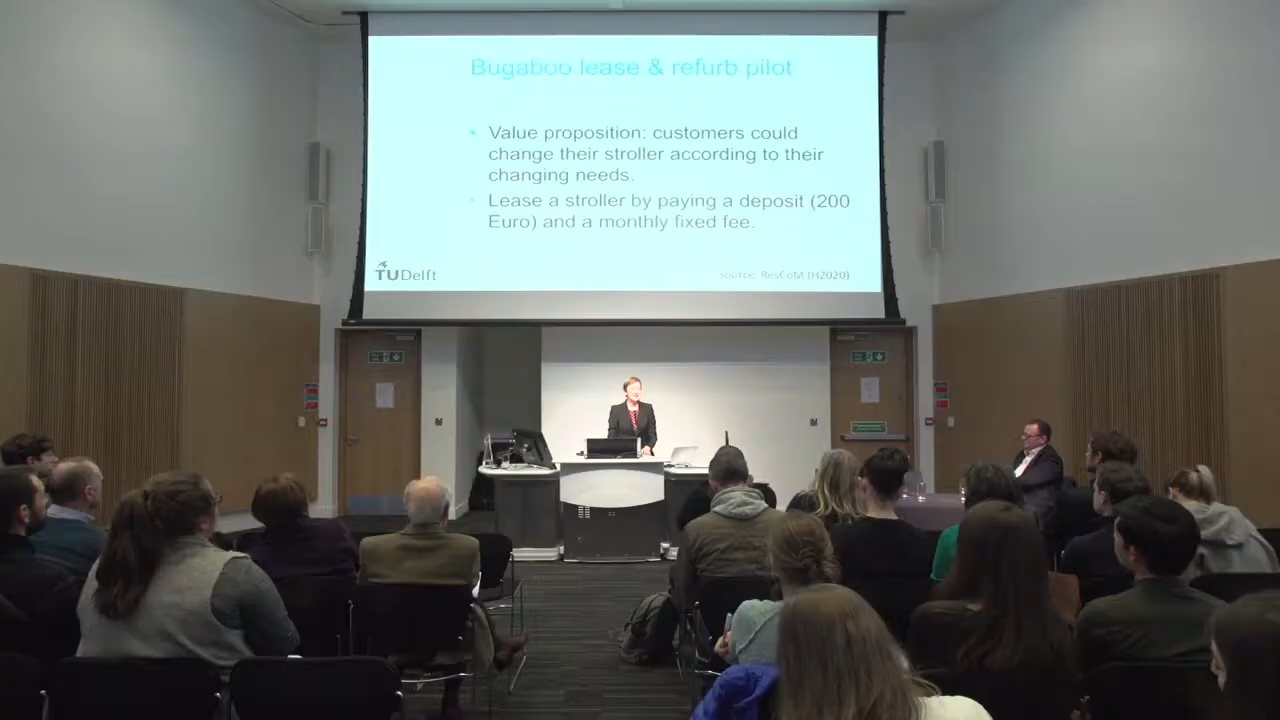 Bugaboo lease & refurb pilot
• Value proposition: customers could
change their stroller according to their
changing needs.
• Lease a stroller by paying a deposit (200
Euro) and a monthly fixed fee.
TUDelft
source: ResCoM (H2020)